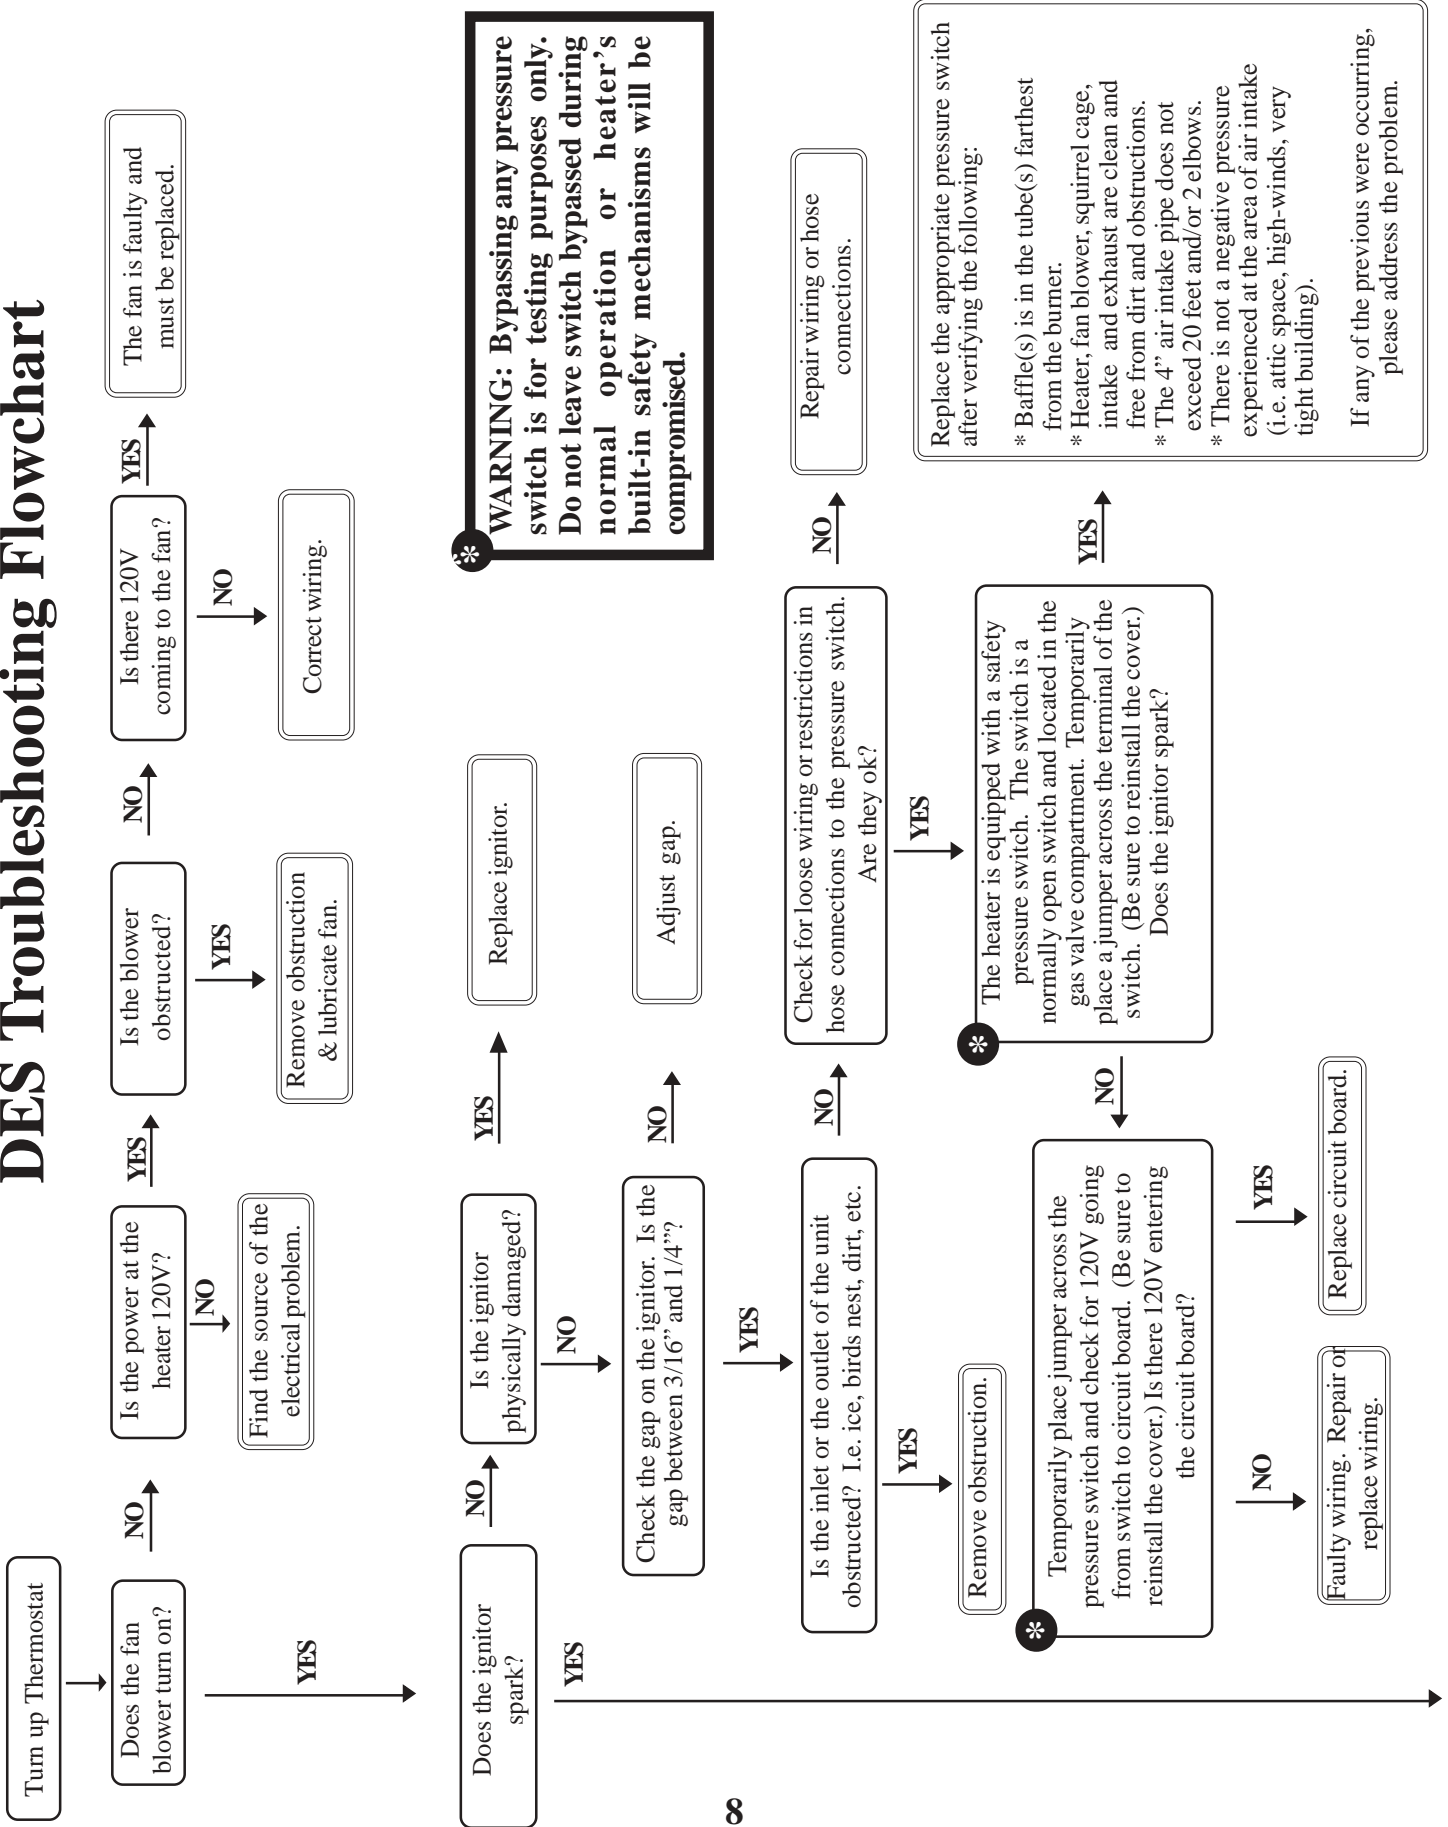 DES Troubleshooting Flowchart
Turn up Thermostat
Does the fan
blower turn on?
NO
Is the power at the
heater 120V?
YES
Is the blower
obstructed?
NO
Is there 120V
coming to the fan?
YES
The fan is faulty and
must be replaced.
NO
Find the source of the
electrical problem.
YES
Remove obstruction
& lubricate fan.
NO
Correct wiring.
YES
Does the ignitor
spark?
NO
Is the ignitor
physically damaged?
YES
Replace ignitor.
*
WARNING: Bypassing any pressure
switch is for testing purposes only.
Do not leave switch bypassed during
normal operation or heater's
built-in safety mechanisms will be
compromised.
NO
Check the gap on the ignitor. Is the
gap between 3/16" and 1/4"?
NO
Adjust gap.
YES
YES
Is the inlet or the outlet of the unit
obstructed? I.e. ice, birds nest, dirt, etc.
NO
Check for loose wiring or restrictions in
hose connections to the pressure switch.
Are they ok?
NO
Repair wiring or hose
connections.
YES
Remove obstruction.
YES
*
The heater is equipped with a safety
pressure switch. The switch is a
normally open switch and located in the
gas valve compartment. Temporarily
place a jumper across the terminal of the
switch. (Be sure to reinstall the cover.)
Does the ignitor spark?
YES
Replace the appropriate pressure switch
after verifying the following:
* Baffle(s) is in the tube(s) farthest
from the burner.
* Heater, fan blower, squirrel cage,
intake and exhaust are clean and
free from dirt and obstructions.
* The 4" air intake pipe does not
exceed 20 feet and/or 2 elbows.
* There is not a negative pressure
experienced at the area of air intake
(i.e. attic space, high-winds, very
tight building).
If any of the previous were occurring,
please address the problem.
NO
*
Temporarily place jumper across the
pressure switch and check for 120V going
from switch to circuit board. (Be sure to
reinstall the cover.) Is there 120V entering
the circuit board?
NO
Faulty wiring. Repair or
replace wiring.
YES
Replace circuit board.
8